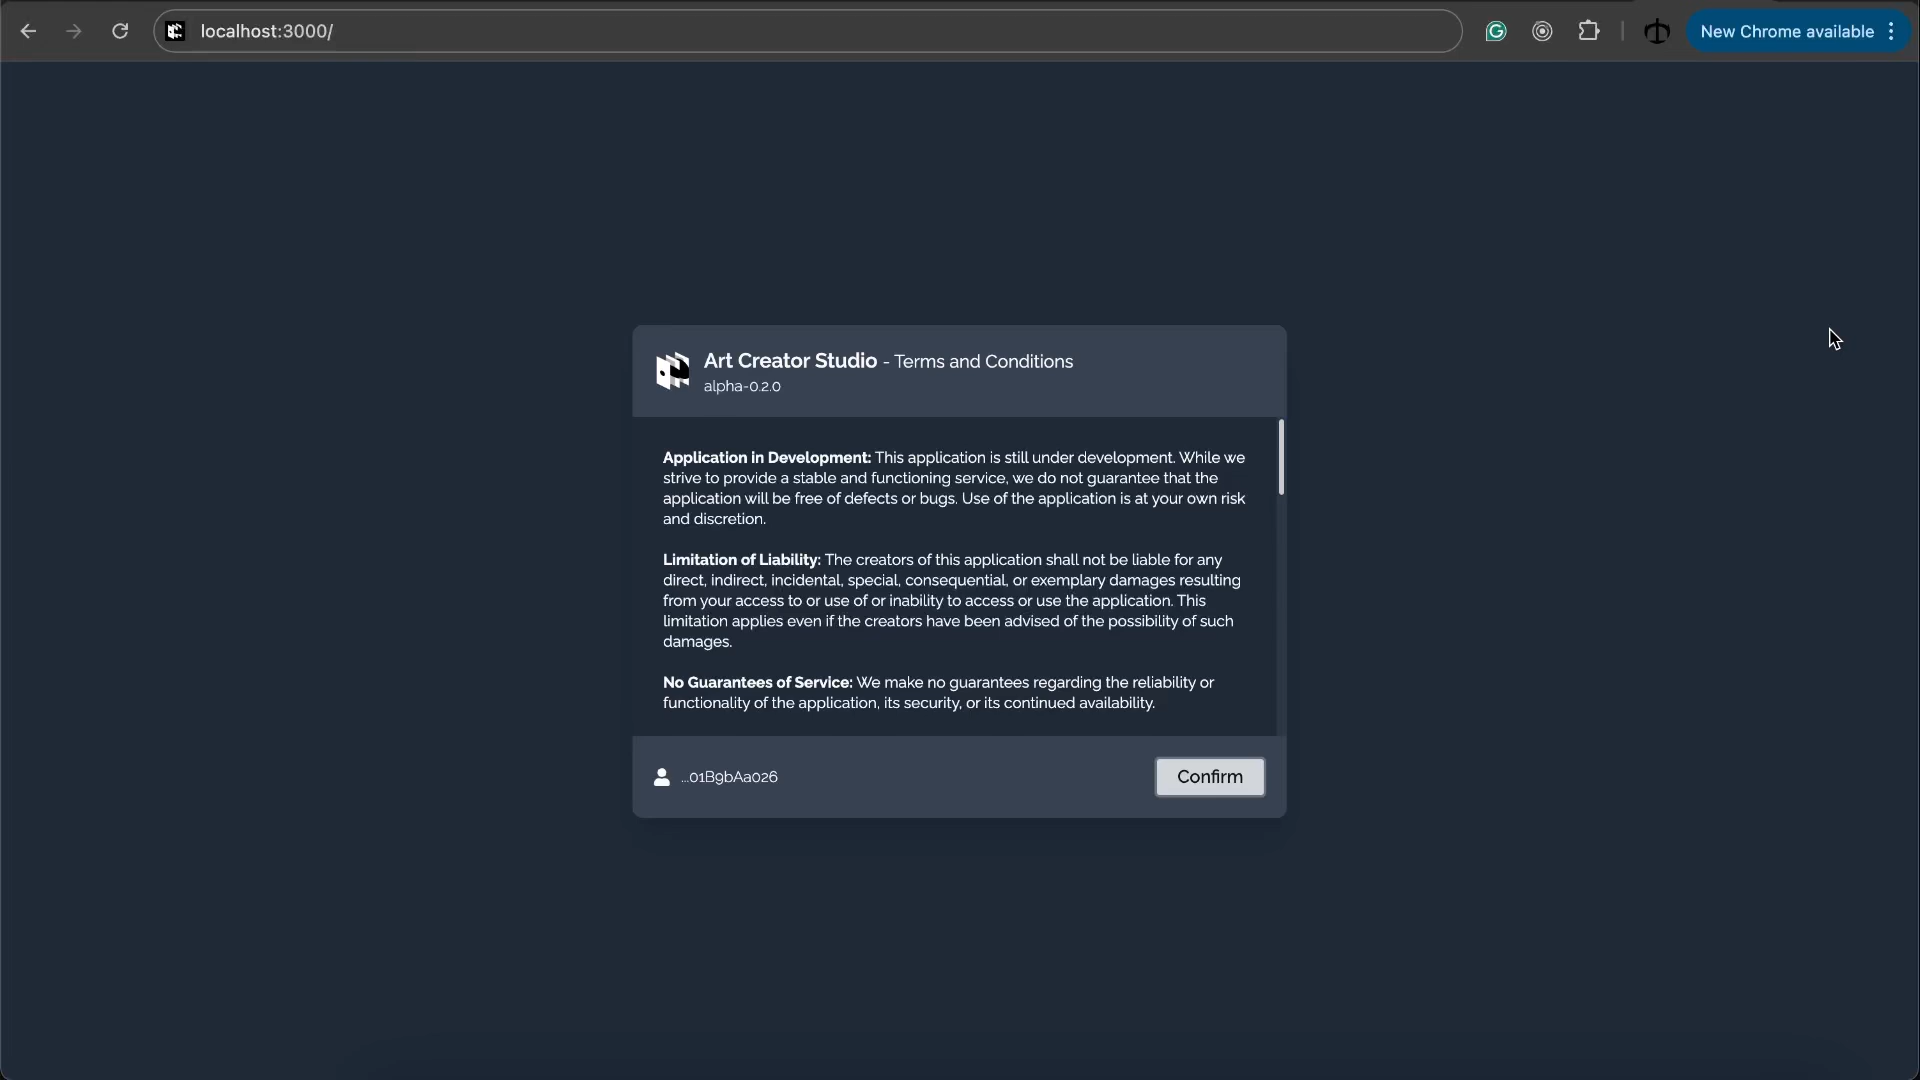 localhost:3000/
New Chrome available
Art Creator Studio - Terms and Conditions
alpha-0.2.0
Application in Development: This application is still under development. While we
strive to provide a stable and functioning service, we do not guarantee that the
application will be free of defects or bugs. Use of the application is at your own risk
and discretion.
Limitation of Liability: The creators of this application shall not be liable for any
direct, indirect, incidental, special, consequential, or exemplary damages resulting
from your access to or use of or inability to access or use the application. This
limitation applies even if the creators have been advised of the possibility of such
damages.
No Guarantees of Service: We make no guarantees regarding the reliability or
functionality of the application, its security, or its continued availability.
...01B9bAa026
Confirm